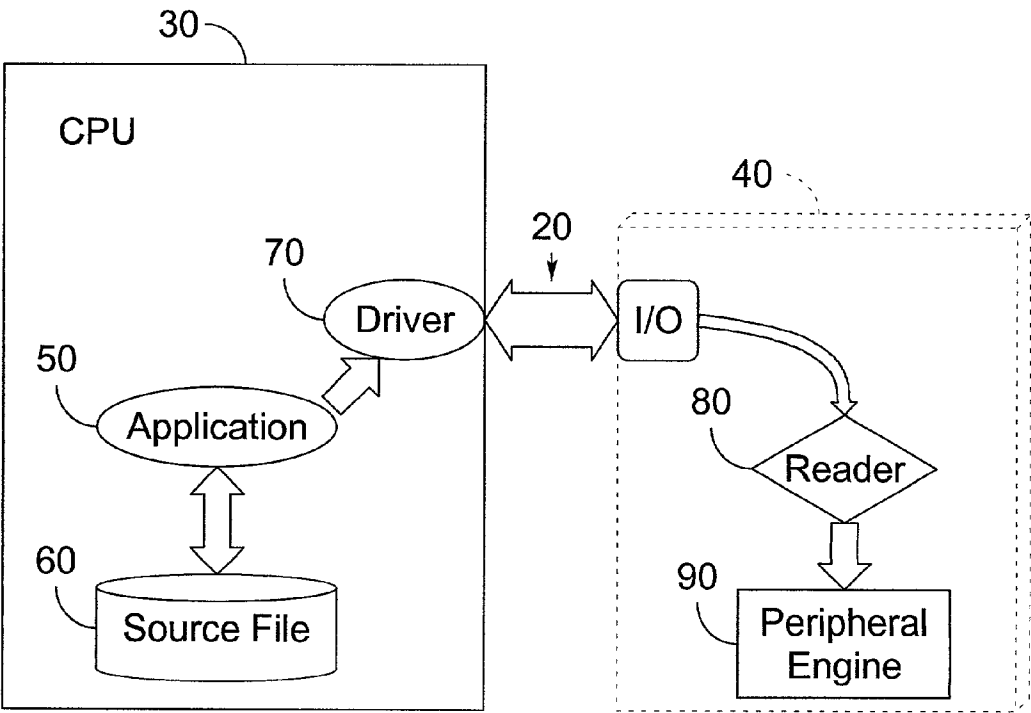 30
CPU
40
20
70
Driver
I/O
50
Application
80
Reader
60
Source File
90
Peripheral
Engine